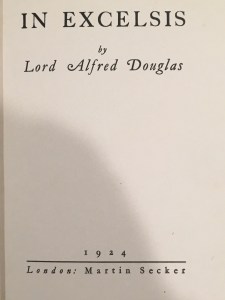 IN EXCELSIS
by
Lord Alfred Douglas
1924
London: Martin Secker